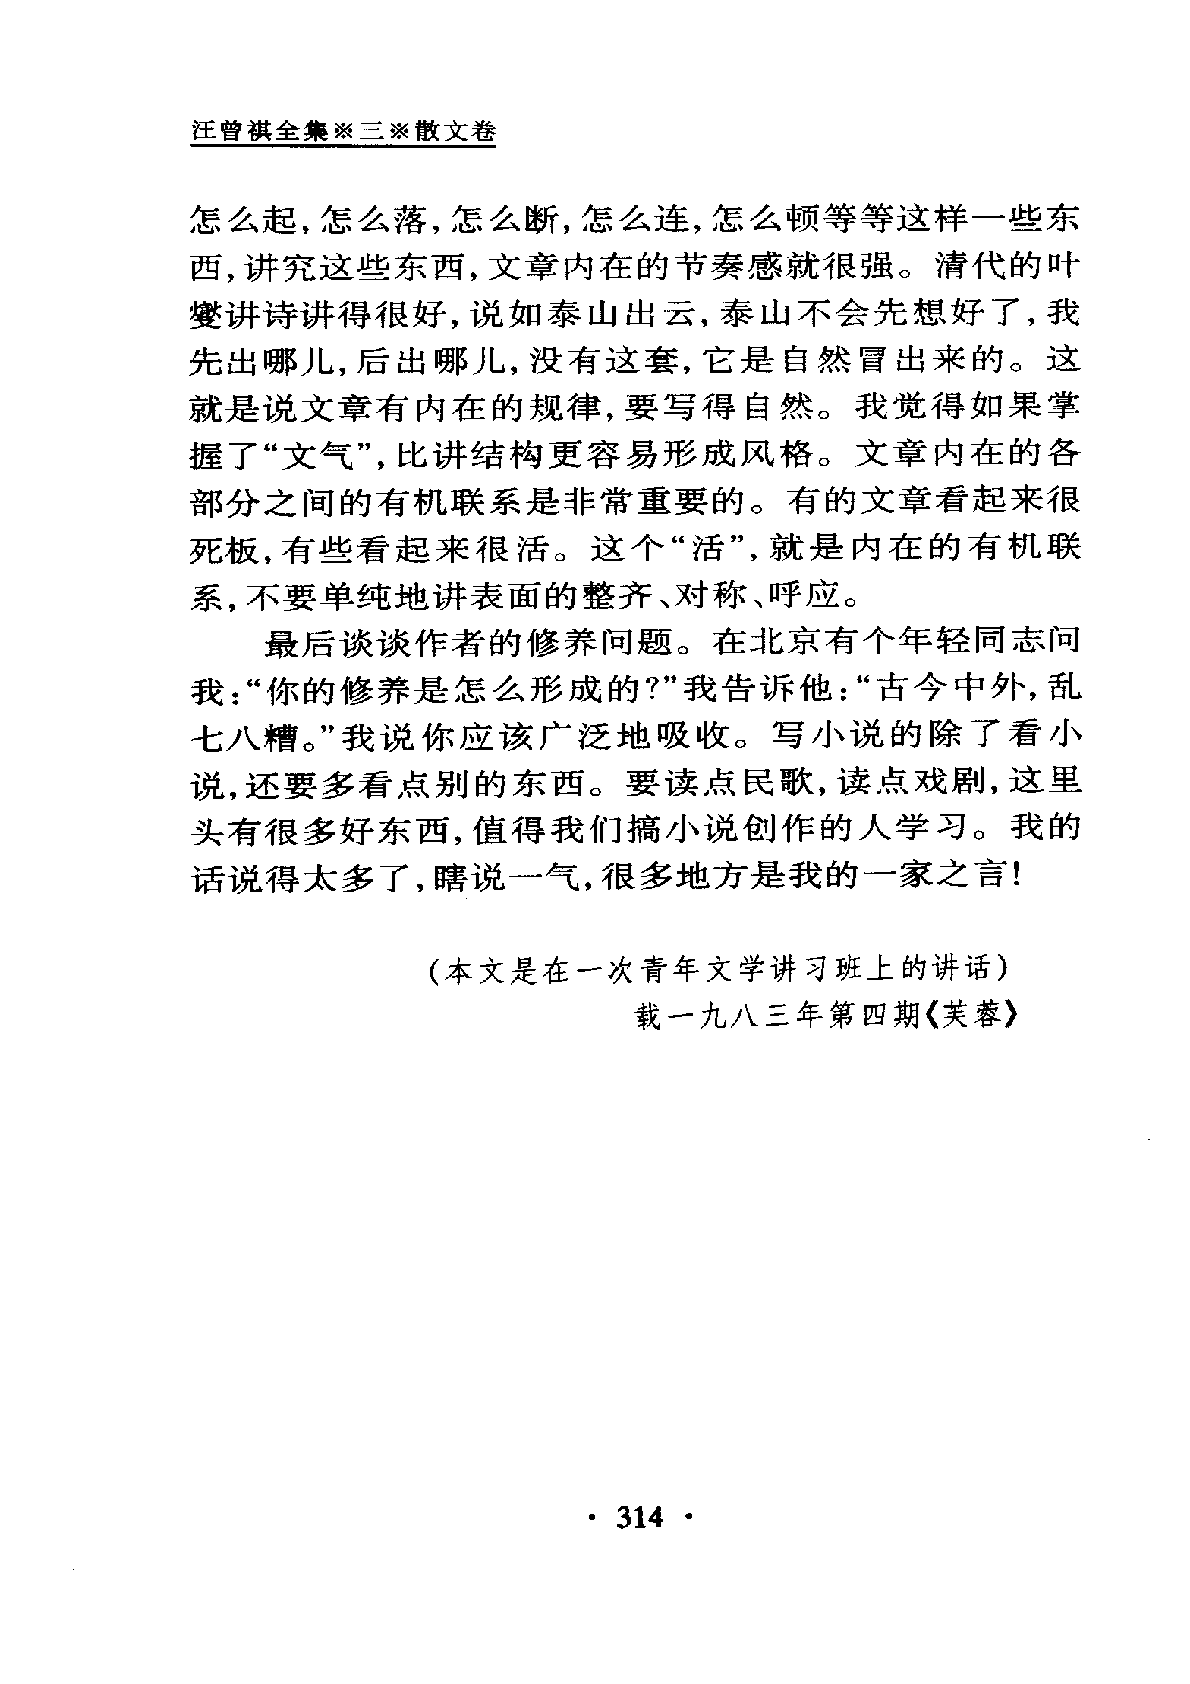 汪曾祺全集※三※散文卷
怎么起,怎么落,怎么断,怎么连,怎么顿等等这样一些东
西,讲究这些东西,文章内在的节奏感就很强。清代的叶
燮讲诗讲得很好,说如泰山出云,泰山不会先想好了,我
先出哪儿,后出哪儿,没有这套,它是自然冒出来的。这
就是说文章有内在的规律,要写得自然。我觉得如果掌
握了“文气”,比讲结构更容易形成风格。文章内在的各
部分之间的有机联系是非常重要的。有的文章看起来很
死板,有些看起来很活。这个“活”,就是内在的有机联
系,不要单纯地讲表面的整齐、对称、呼应。
最后谈谈作者的修养问题。在北京有个年轻同志问
我:“你的修养是怎么形成的?”我告诉他:“古今中外,乱
七八糟。”我说你应该广泛地吸收。写小说的除了看小
说,还要多看点别的东西。要读点民歌,读点戏剧,这里
头有很多好东西,值得我们搞小说创作的人学习。我的
话说得太多了,瞎说一气,很多地方是我的一家之言!
(本文是在一次青年文学讲习班上的讲话)
载一九八三年第四期《芙蓉》
· 314 ·